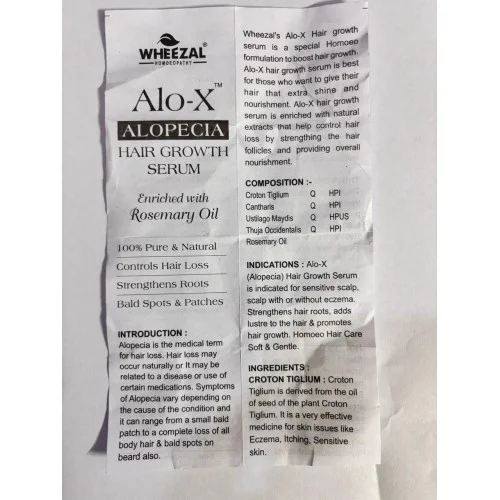 WHEEZAL®
HOMOEOPATHY
Alo-X™
ALOPECIA
HAIR GROWTH
SERUM
Enriched with
Rosemary Oil
100% Pure & Natural
Controls Hair Loss
Strengthens Roots
Bald Spots & Patches
INTRODUCTION :
Alopecia is the medical term
for hair loss. Hair loss may
occur naturally or It may be
related to a disease or use of
certain medications. Symptoms
of Alopecia vary depending on
the cause of the condition and
it can range from a small bald
patch to a complete loss of all
body hair & bald spots on
beard also.
Wheezal's Alo-X Hair growth
serum is a special Homoeo
formulation to boost hair growth.
Alo-X hair growth serum is best
for those who want to give their
hair that extra shine and
nourishment. Alo-X hair growth
serum is enriched with natural
extracts that help control hair
loss by strengthing the hair
follicles and providing overall
nourishment.
COMPOSITION :-
Croton Tiglium Q HPI
Cantharis Q HPI
Ustilago Maydis Q HPUS
Thuja Occidentalis Q HPI
Rosemary Oil
INDICATIONS : Alo-X
(Alopecia) Hair Growth Serum
is indicated for sensitive scalp,
scalp with or without eczema.
Strengthens hair roots, adds
lustre to the hair & promotes
hair growth. Homoeo Hair Care
Soft & Gentle.
INGREDIENTS :
CROTON TIGLIUM : Croton
Tiglium is derived from the oil
of seed of the plant Croton
Tiglium. It is a very effective
medicine for skin issues like
Eczema, Itching, Sensitive
skin.